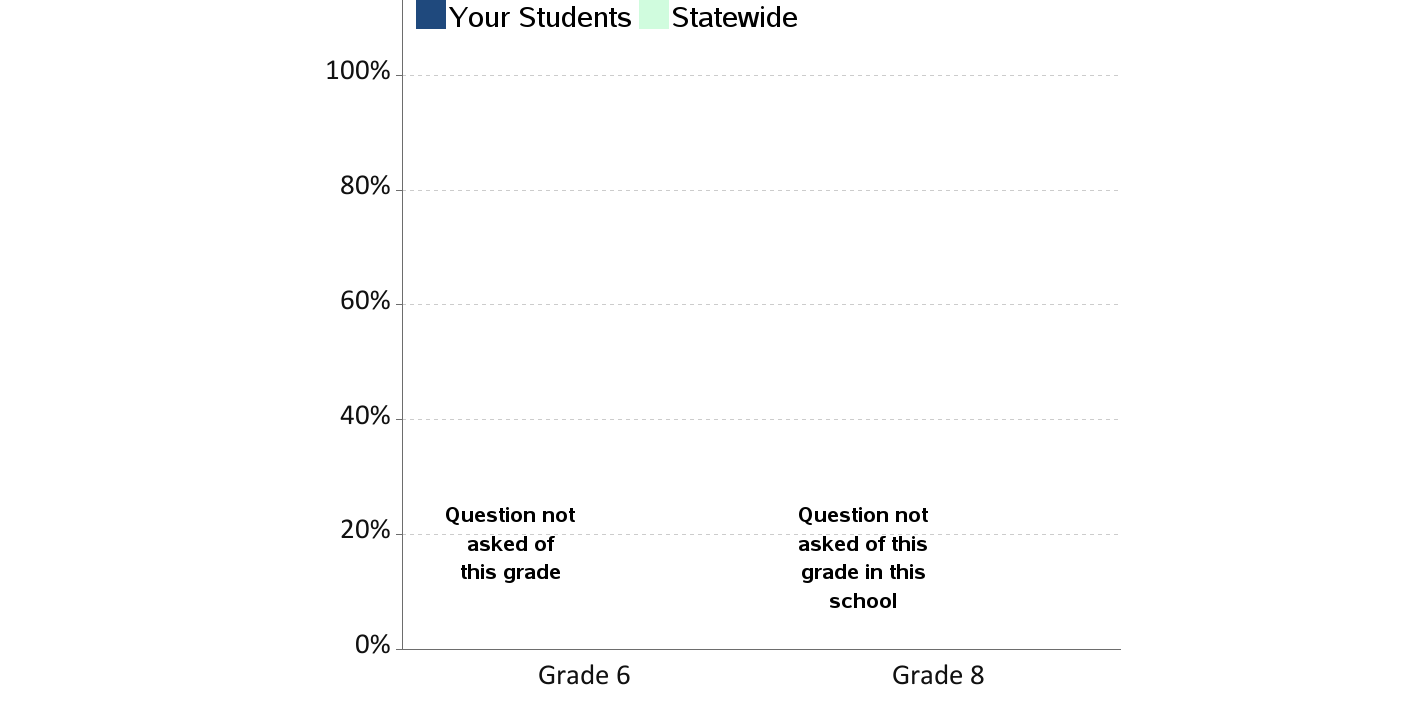 Your Students Statewide
100%
80%
60%
40%
20%
0%
Question not
asked of
this grade
Question not
asked of this
grade in this
school
Grade 6 Grade 8